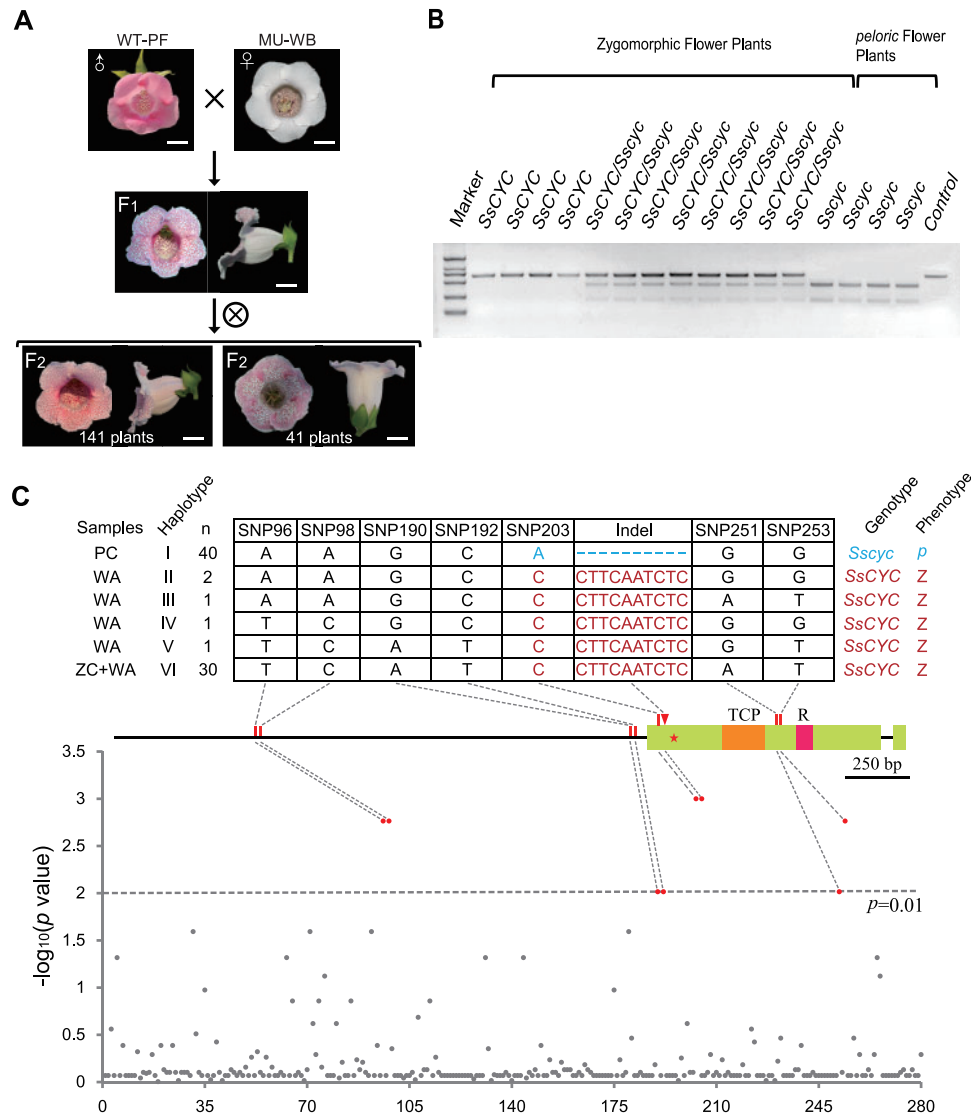 A
WT-PF
MU-WB
♂
♀
×
F1
⊗
F2
141 plants
F2
41 plants
B
Zygomorphic Flower Plants
peloric Flower
Plants
Marker
SsCYC
SsCYC
SsCYC
SsCYC
SsCYC/Sscyc
SsCYC/Sscyc
SsCYC/Sscyc
SsCYC/Sscyc
SsCYC/Sscyc
SsCYC/Sscyc
SsCYC/Sscyc
SsCYC/Sscyc
Sscyc
Sscyc
Sscyc
Sscyc
Control
C
Samples Haplotype n SNP96 SNP98 SNP190 SNP192 SNP203 Indel SNP251 SNP253 Genotype Phenotype
PC I 40 A A G C A ---------- G G Sscyc p
WA II 2 A A G C C CTTCAATCTC G G SsCYC Z
WA III 1 A A G C C CTTCAATCTC A T SsCYC Z
WA IV 1 T C G C C CTTCAATCTC G G SsCYC Z
WA V 1 T C A T C CTTCAATCTC G T SsCYC Z
ZC+WA VI 30 T C A T C CTTCAATCTC A T SsCYC Z
TCP
R
250 bp
-log10(p value)
3.5
3
2.5
2
1.5
1
0.5
0
p=0.01
0 35 70 105 140 175 210 245 280